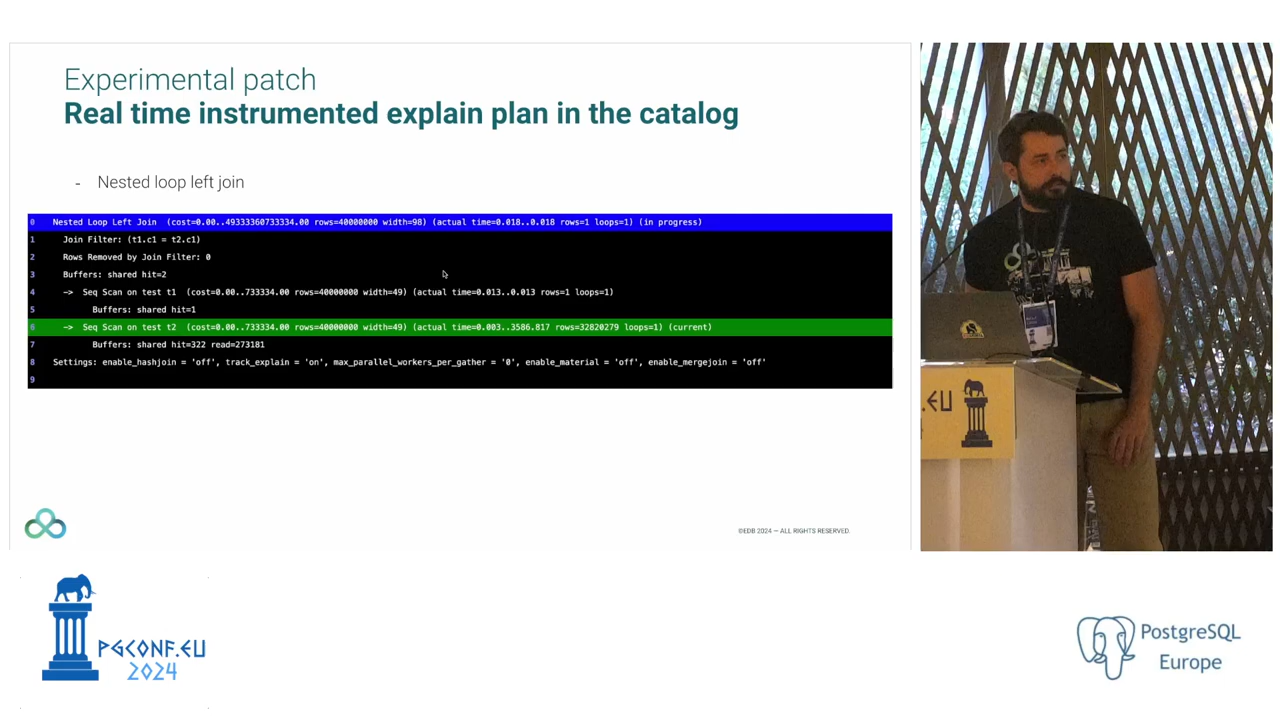 Experimental patch
Real time instrumented explain plan in the catalog
- Nested loop left join
0 Nested Loop Left Join (cost=0.00..49333360733334.00 rows=40000000 width=98) (actual time=0.018..0.018 rows=1 loops=1) (in progress)
1 Join Filter: (t1.c1 = t2.c1)
2 Rows Removed by Join Filter: 0
3 Buffers: shared hit=2
4 -> Seq Scan on test t1 (cost=0.00..733334.00 rows=40000000 width=49) (actual time=0.013..0.013 rows=1 loops=1)
5 Buffers: shared hit=1
6 -> Seq Scan on test t2 (cost=0.00..733334.00 rows=40000000 width=49) (actual time=0.003..3586.817 rows=32820279 loops=1) (current)
7 Buffers: shared hit=322 read=273181
8 Settings: enable_hashjoin = 'off', track_explain = 'on', max_parallel_workers_per_gather = '0', enable_material = 'off', enable_mergejoin = 'off'
9
©EDB 2024 — ALL RIGHTS RESERVED.
.EU
PGCONF.EU
2024
PostgreSQL
Europe